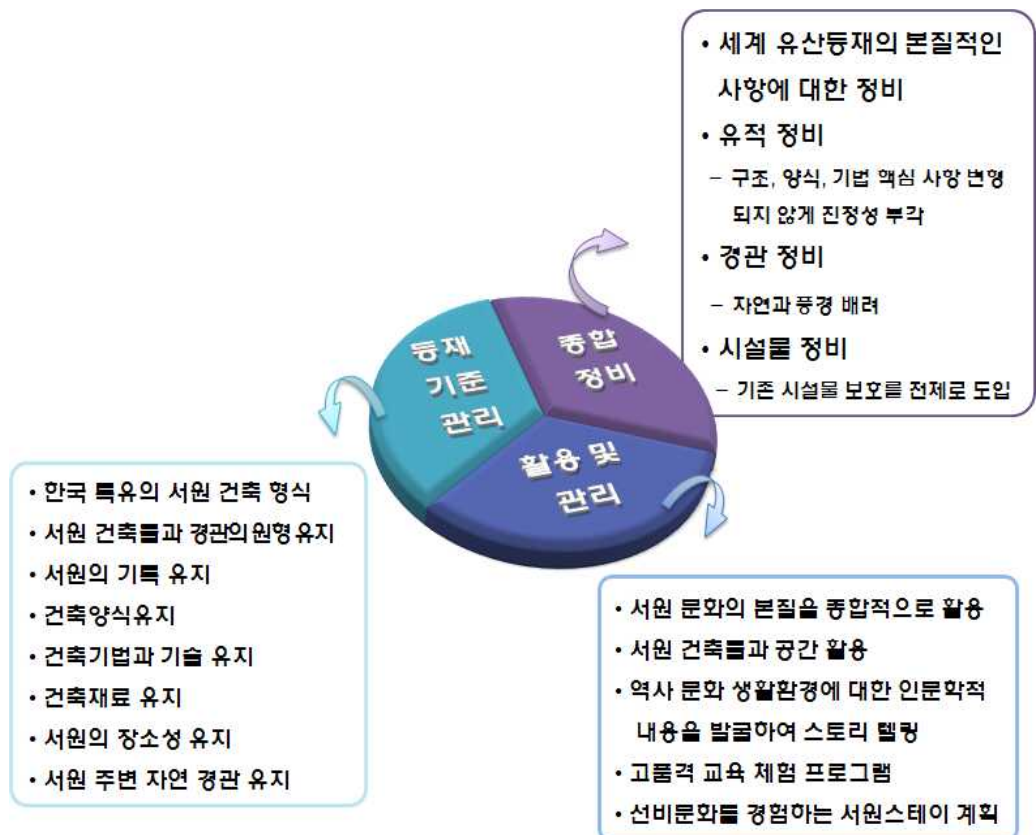 • 세계 유산등재의 본질적인
사항에 대한 정비
• 유적 정비
– 구조, 양식, 기법 핵심 사항 변형
되지 않게 진정성 부각
• 경관 정비
– 자연과 풍경 배려
• 시설물 정비
– 기존 시설물 보호를 전제로 도입
등재
기준
관리
종합
정비
활용 및
관리
• 한국 특유의 서원 건축 형식
• 서원 건축물과 경관의원형유지
• 서원의 기록 유지
• 건축양식유지
• 건축기법과 기술 유지
• 건축재료 유지
• 서원의 장소성 유지
• 서원 주변 자연 경관 유지
• 서원 문화의 본질을 종합적으로 활용
• 서원 건축물과 공간 활용
• 역사 문화 생활환경에 대한 인문학적
내용을 발굴하여 스토리 텔링
• 고품격 교육 체험 프로그램
• 선비문화를 경험하는 서원스테이 계획